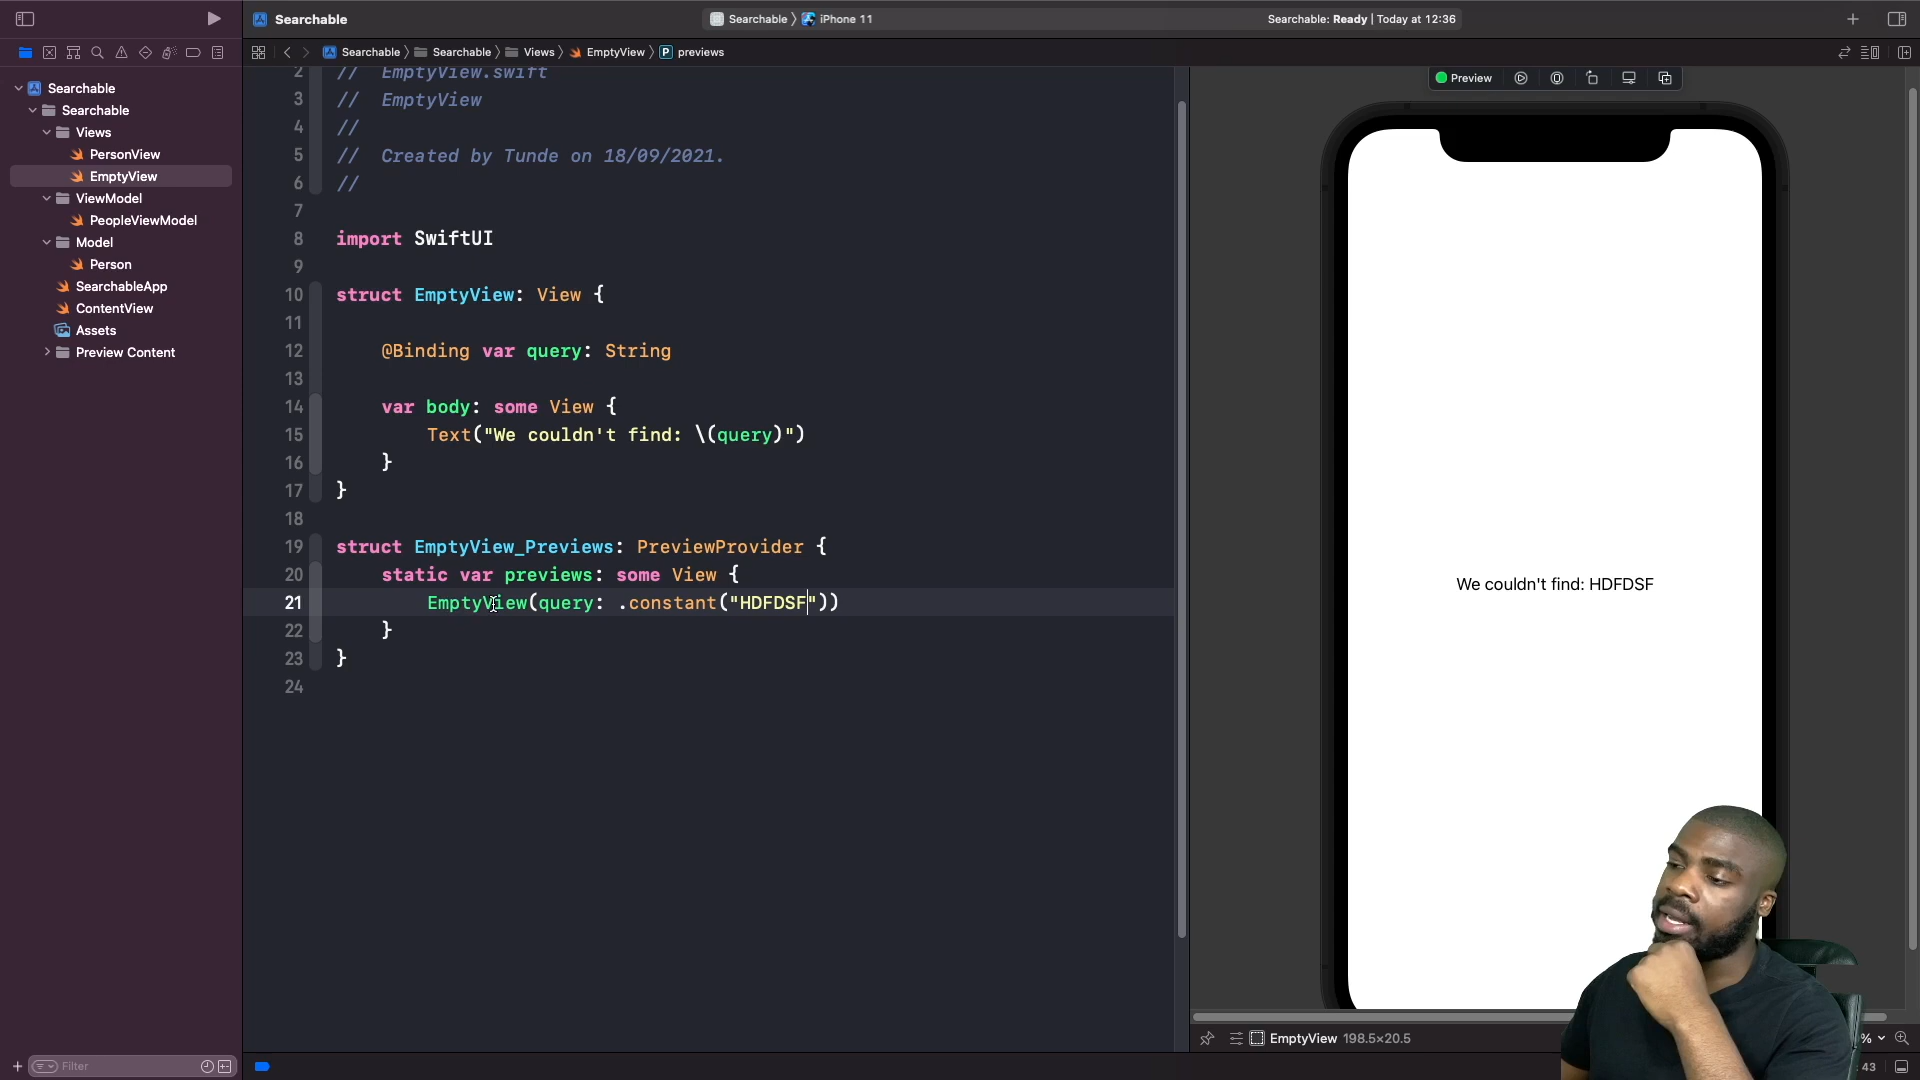 Searchable
Searchable
iPhone 11
Searchable: Ready | Today at 12:36
Searchable
Searchable
Views
EmptyView
P previews
Searchable
Searchable
Views
PersonView
EmptyView
ViewModel
PeopleViewModel
Model
Person
SearchableApp
ContentView
Assets
Preview Content
Filter
2 // EmptyView.swift
3 // EmptyView
4 //
5 // Created by Tunde on 18/09/2021.
6 //
7
8 import SwiftUI
9
10 struct EmptyView: View {
11
12 @Binding var query: String
13
14 var body: some View {
15 Text("We couldn't find: \(query)")
16 }
17 }
18
19 struct EmptyView_Previews: PreviewProvider {
20 static var previews: some View {
21 EmptyView(query: .constant("HDFDSF"))
22 }
23 }
24
Preview
We couldn't find: HDFDSF
EmptyView 198.5×20.5
%
43